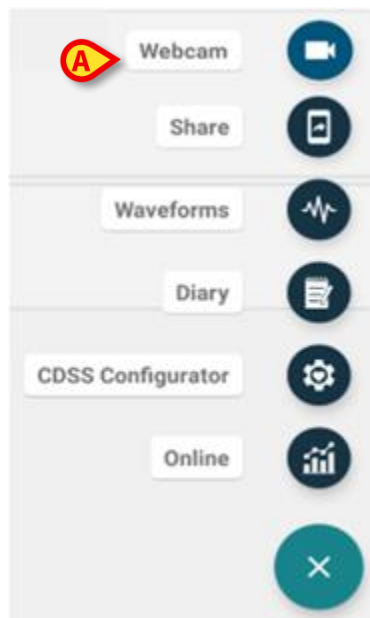 A Webcam
Share
Waveforms
Diary
CDSS Configurator
Online